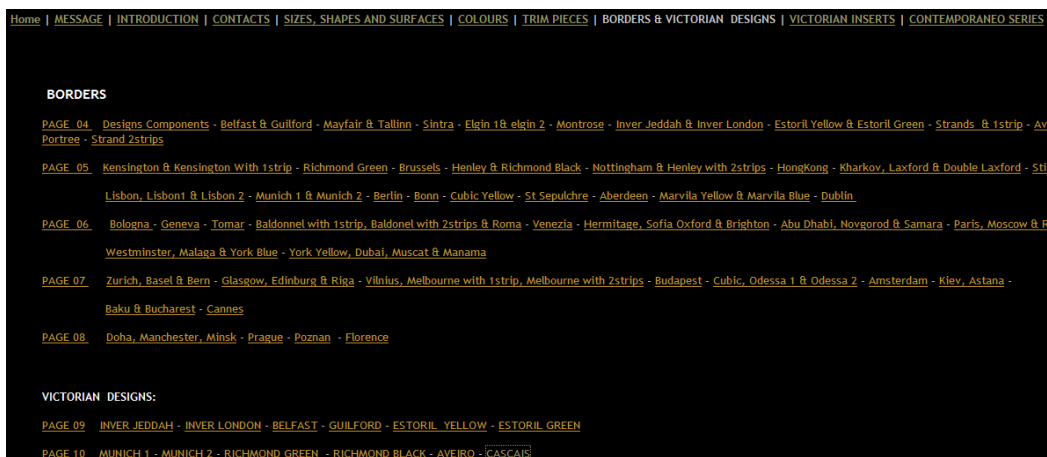 Home | MESSAGE | INTRODUCTION | CONTACTS | SIZES, SHAPES AND SURFACES | COLOURS | TRIM PIECES | BORDERS & VICTORIAN DESIGNS | VICTORIAN INSERTS | CONTEMPORANEO SERIES
BORDERS
PAGE 04 Designs Components - Belfast & Guilford - Mayfair & Tallinn - Sintra - Elgin 1& elgin 2 - Montrose - Inver Jeddah & Inver London - Estoril Yellow & Estoril Green - Strands & 1strip - Av
Portree - Strand 2strips
PAGE 05 Kensington & Kensington With 1strip - Richmond Green - Brussels - Henley & Richmond Black - Nottingham & Henley with 2strips - HongKong - Kharkov, Laxford & Double Laxford - Sti
Lisbon, Lisbon1 & Lisbon 2 - Munich 1 & Munich 2 - Berlin - Bonn - Cubic Yellow - St Sepulchre - Aberdeen - Marvila Yellow & Marvila Blue - Dublin
PAGE 06 Bologna - Geneva - Tomar - Baldonnel with 1strip, Baldonel with 2strips & Roma - Venezia - Hermitage, Sofia Oxford & Brighton - Abu Dhabi, Novgorod & Samara - Paris, Moscow & R
Westminster, Malaga & York Blue - York Yellow, Dubai, Muscat & Manama
PAGE 07 Zurich, Basel & Bern - Glasgow, Edinburg & Riga - Vilnius, Melbourne with 1strip, Melbourne with 2strips - Budapest - Cubic, Odessa 1 & Odessa 2 - Amsterdam - Kiev, Astana -
Baku & Bucharest - Cannes
PAGE 08 Doha, Manchester, Minsk - Prague - Poznan - Florence
VICTORIAN DESIGNS:
PAGE 09 INVER JEDDAH - INVER LONDON - BELFAST - GUILFORD - ESTORIL YELLOW - ESTORIL GREEN
PAGE 10 MUNICH 1 - MUNICH 2 - RICHMOND GREEN - RICHMOND BLACK - AVEIRO - CASCAIS